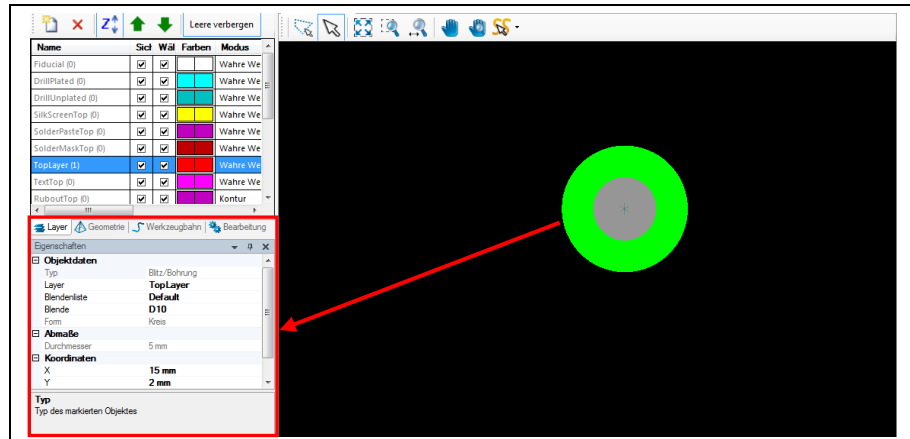 Leere verbergen
Name Sicl Wäl Farben Modus
Fiducial (0) Wahre We
DrillPlated (0) Wahre We
DrillUnplated (0) Wahre We
SilkScreenTop (0) Wahre We
SolderPasteTop (0) Wahre We
SolderMaskTop (0) Wahre We
TopLayer (1) Wahre We
TextTop (0) Wahre We
RuboutTop (0) Kontur
Layer Geometrie Werkzeugbahn Bearbeitung
Eigenschaften
Objektdaten
Typ Blitz/Bohrung
Layer TopLayer
Blendenliste Default
Blende D10
Form Kreis
Abmaße
Durchmesser 5 mm
Koordinaten
X 15 mm
Y 2 mm
Typ
Typ des markierten Objektes